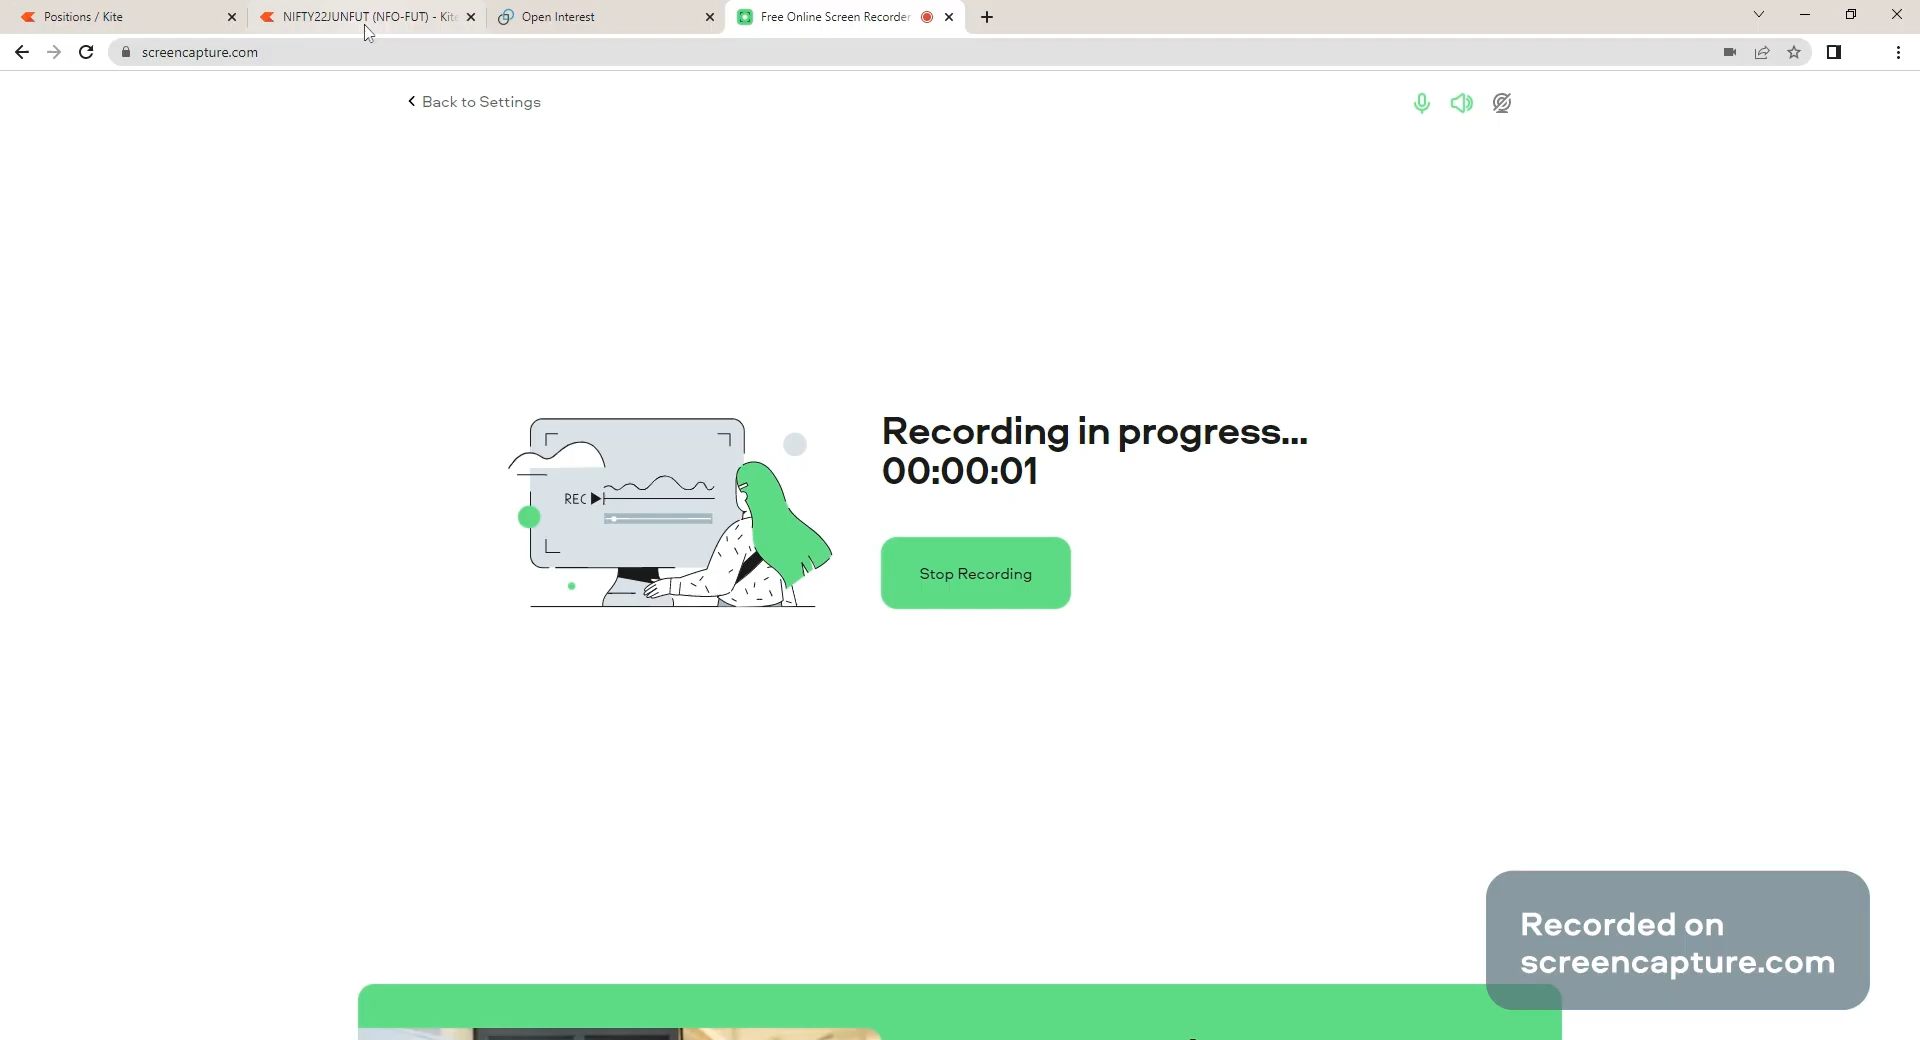 Positions / Kite
NIFTY22JUNFUT (NFO-FUT) - Kite
Open Interest
Free Online Screen Recorder
screencapture.com
Back to Settings
REC
Recording in progress...
00:00:01
Stop Recording
Recorded on
screencapture.com